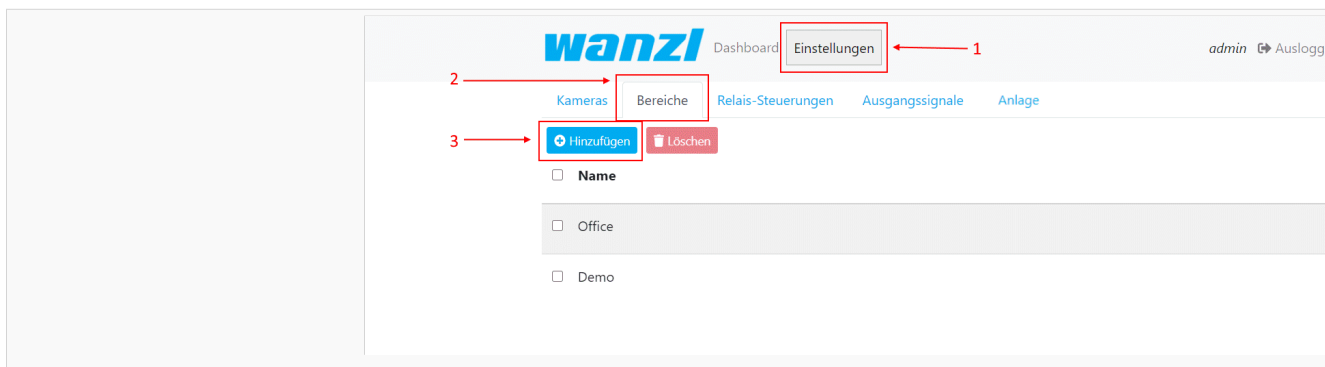 wanzl Dashboard Einstellungen 1 admin Auslogg
2
Kameras Bereiche Relais-Steuerungen Ausgangssignale Anlage
3 Hinzufügen Löschen
Name
Office
Demo